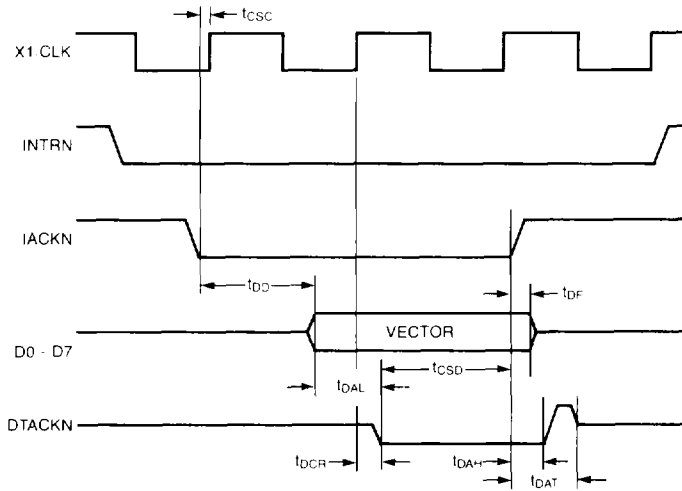 tCSC
X1 CLK
INTRN
IACKN
tDD
tDF
VECTOR
D0 - D7
tCSD
tDAL
DTACKN
tDCR
tDAH
tDAT